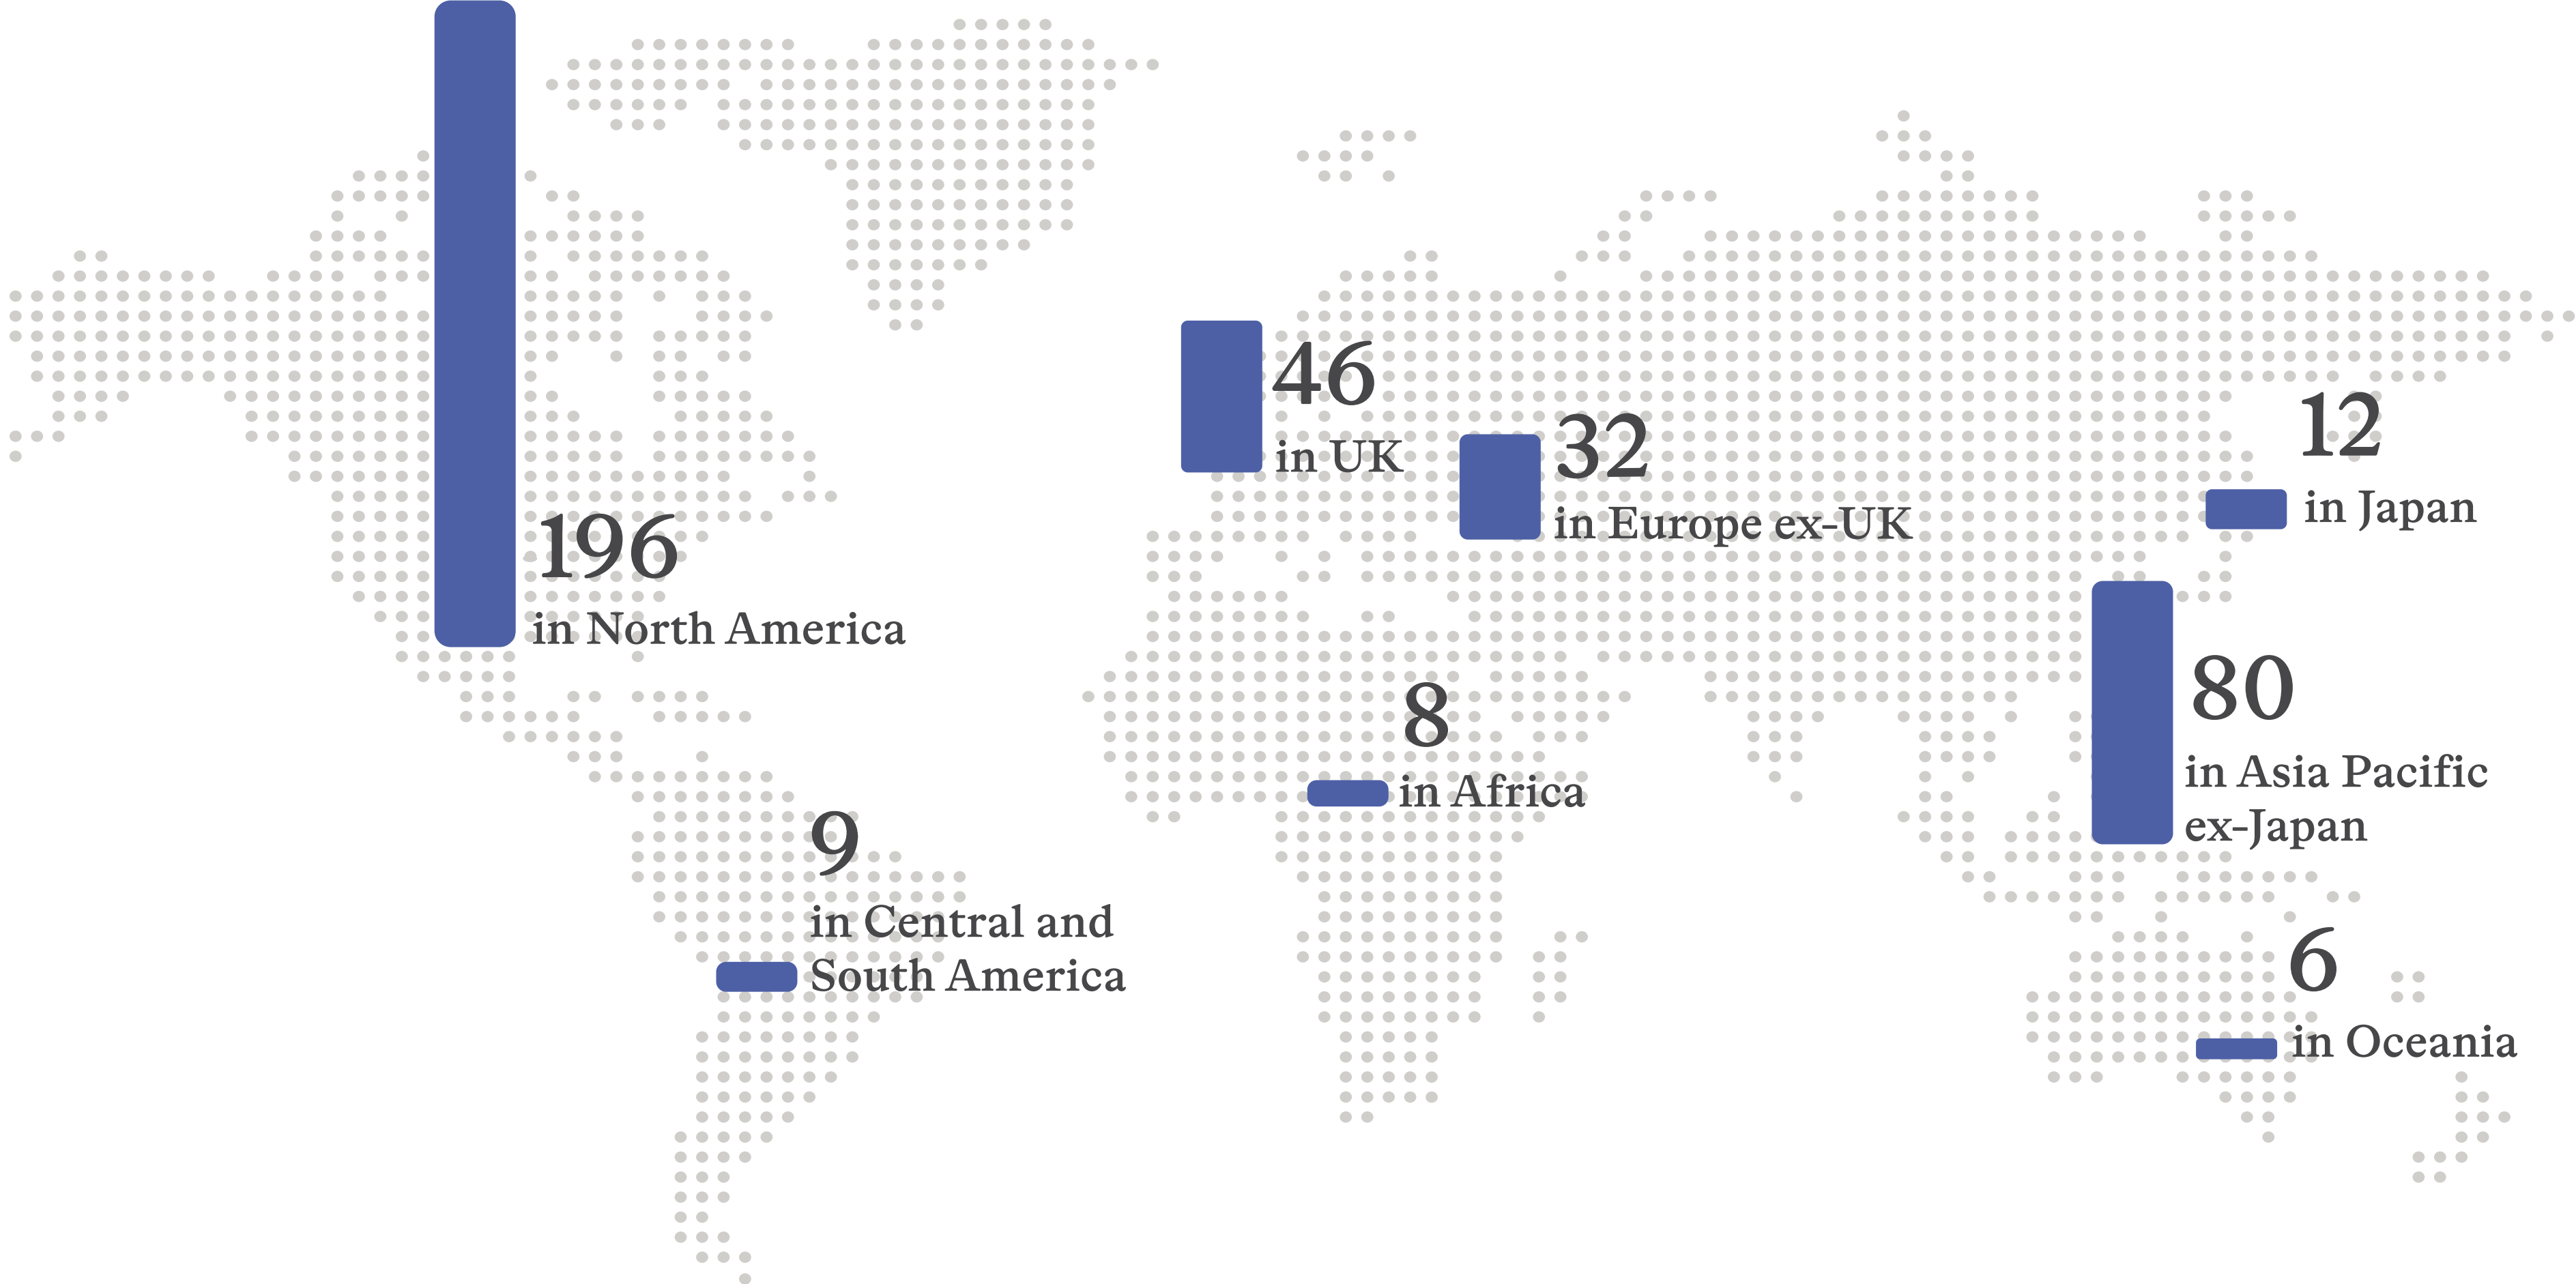 196
in North America
9
in Central and
South America
46
in UK
32
in Europe ex-UK
8
in Africa
12
in Japan
80
in Asia Pacific
ex-Japan
6
in Oceania